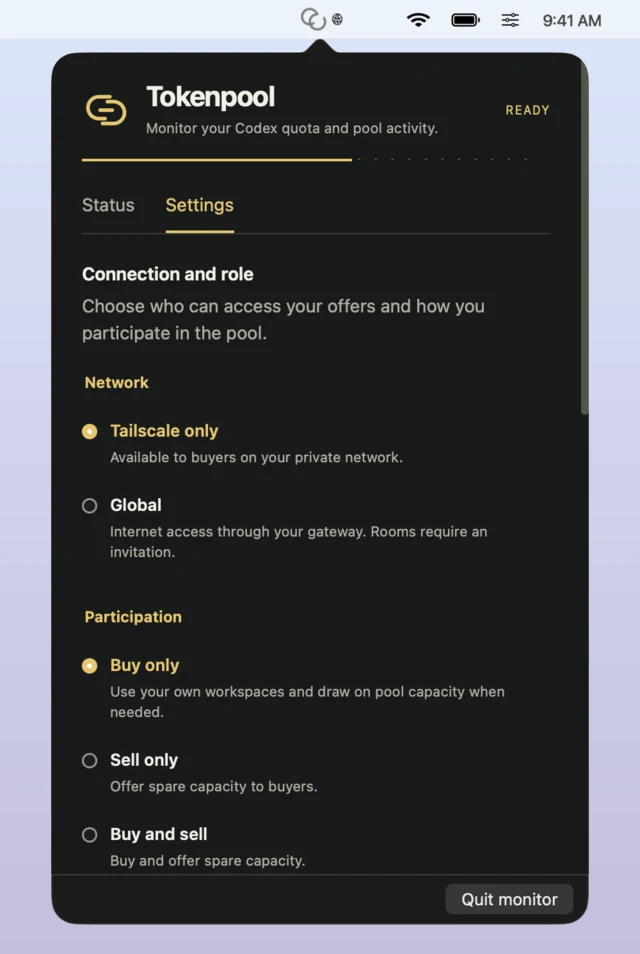 9:41 AM
Tokenpool
Monitor your Codex quota and pool activity.
READY
Status
Settings
Connection and role
Choose who can access your offers and how you
participate in the pool.
Network
Tailscale only
Available to buyers on your private network.
Global
Internet access through your gateway. Rooms require an
invitation.
Participation
Buy only
Use your own workspaces and draw on pool capacity when
needed.
Sell only
Offer spare capacity to buyers.
Buy and sell
Buy and offer spare capacity.
Quit monitor